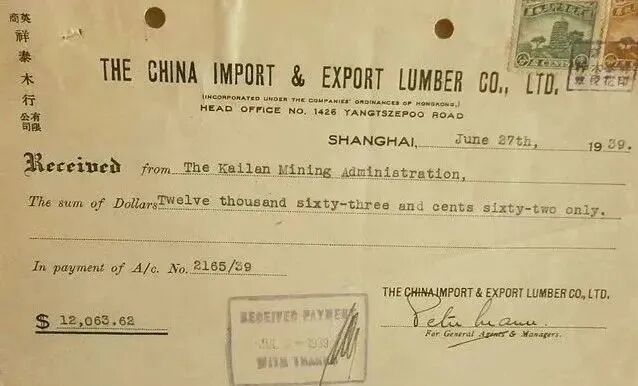 英商
祥泰木行
有限公司
THE CHINA IMPORT & EXPORT LUMBER CO., LTD.
(INCORPORATED UNDER THE COMPANIES' ORDINANCES OF HONGKONG.)
HEAD OFFICE NO. 1426 YANGTSZEPOO ROAD
SHANGHAI, June 27th, 1939.
Received from The Kailan Mining Administration,
The sum of Dollars Twelve thousand sixty-three and cents sixty-two only.
In payment of A/c. No. 2165/39
$ 12,063.62
THE CHINA IMPORT & EXPORT LUMBER CO., LTD.
For General Agents & Managers.
RECEIVED PAYMENT
1939
WITH THANKS
CENTS